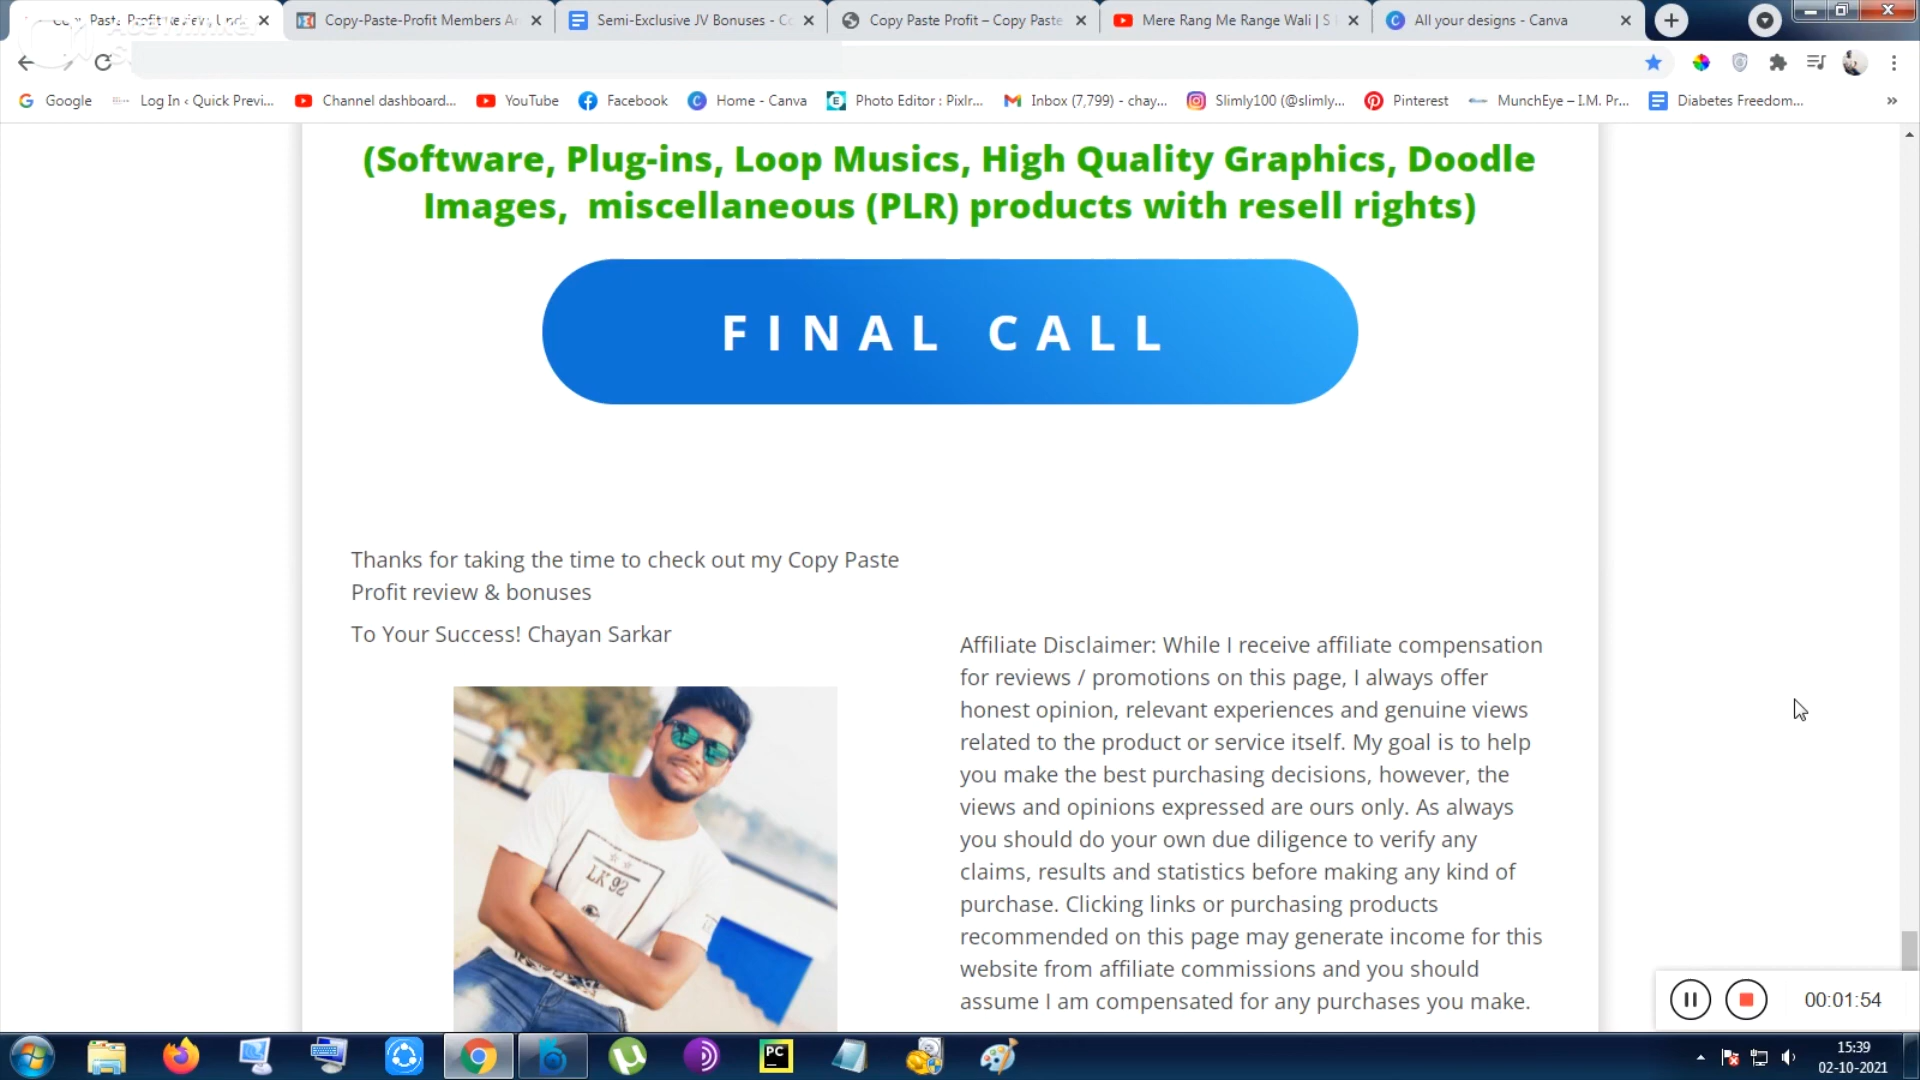 Copy Paste Profit Review, Und
Copy-Paste-Profit Members Ar
Semi-Exclusive JV Bonuses - Co
Copy Paste Profit – Copy Paste
Mere Rang Me Range Wali | S
All your designs - Canva
Google
Log In ‹ Quick Previ...
Channel dashboard...
YouTube
Facebook
Home - Canva
Photo Editor : Pixlr...
Inbox (7,799) - chay...
Slimly100 (@slimly...
Pinterest
MunchEye – I.M. Pr...
Diabetes Freedom...
»
(Software, Plug-ins, Loop Musics, High Quality Graphics, Doodle
Images, miscellaneous (PLR) products with resell rights)
FINAL CALL
Thanks for taking the time to check out my Copy Paste
Profit review & bonuses
To Your Success! Chayan Sarkar
LK 92
Affiliate Disclaimer: While I receive affiliate compensation
for reviews / promotions on this page, I always offer
honest opinion, relevant experiences and genuine views
related to the product or service itself. My goal is to help
you make the best purchasing decisions, however, the
views and opinions expressed are ours only. As always
you should do your own due diligence to verify any
claims, results and statistics before making any kind of
purchase. Clicking links or purchasing products
recommended on this page may generate income for this
website from affiliate commissions and you should
assume I am compensated for any purchases you make.
00:01:54
PC
15:39
02-10-2021